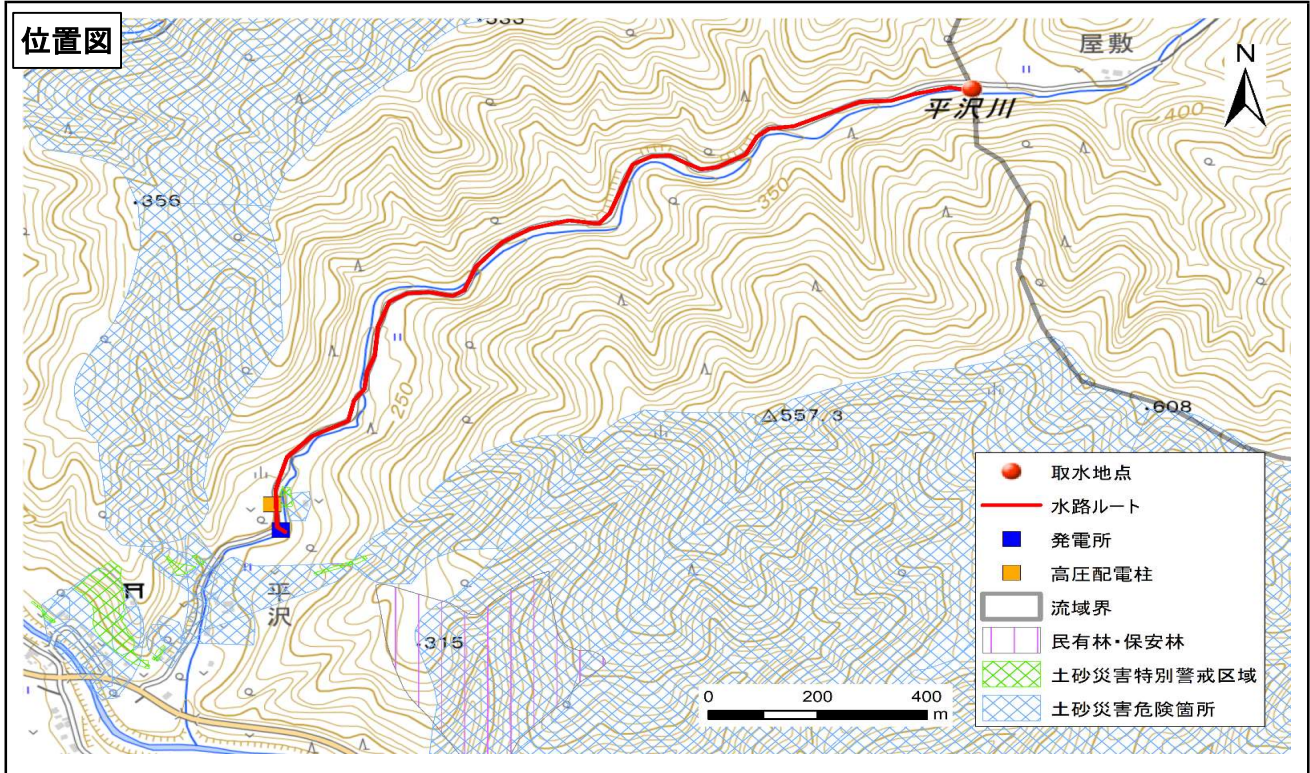 位置図
533
屋敷
N
平沢川
400
350
356
250
557.3
608
平沢
315
0 200 400
m
取水地点
水路ルート
発電所
高圧配電柱
流域界
民有林・保安林
土砂災害特別警戒区域
土砂災害危険箇所